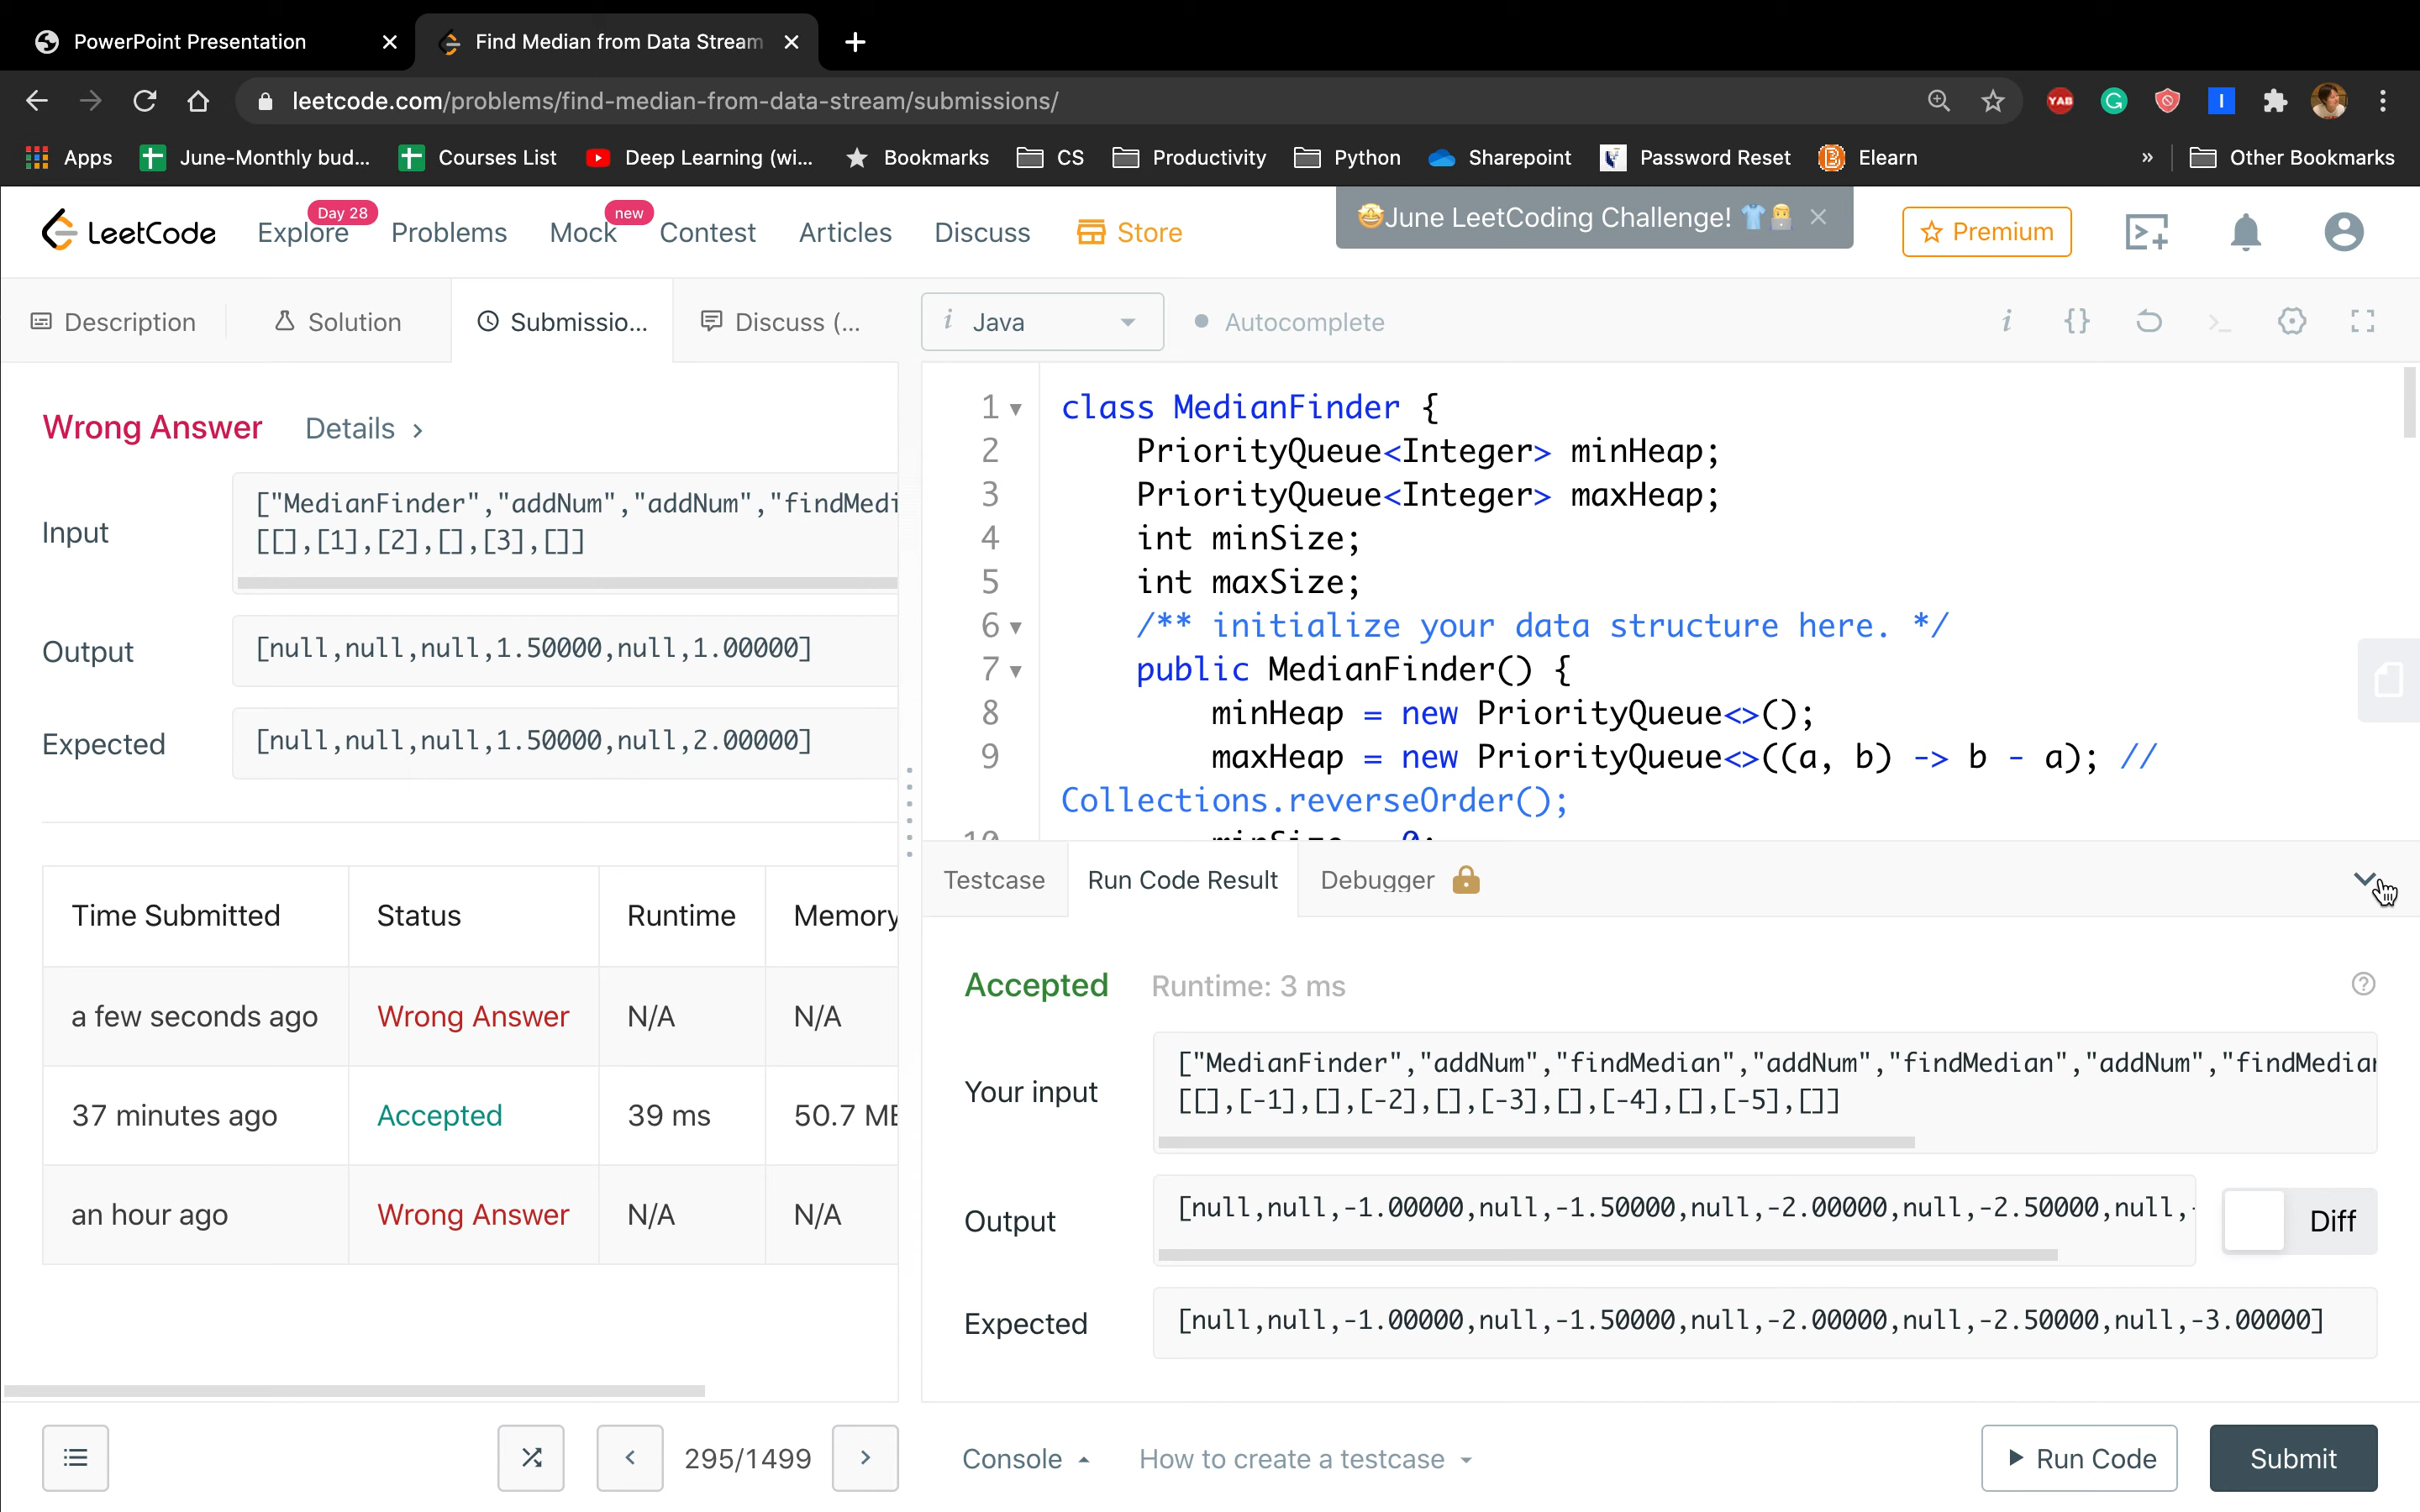 PowerPoint Presentation
Find Median from Data Stream
leetcode.com/problems/find-median-from-data-stream/submissions/
YAB
Apps
June-Monthly bud...
Courses List
Deep Learning (wi...
Bookmarks
CS
Productivity
Python
Sharepoint
Password Reset
Elearn
»
Other Bookmarks
LeetCode
Explore
Day 28
Problems
Mock
new
Contest
Articles
Discuss
Store
🤩June LeetCoding Challenge! 👕👨‍💻
Premium
Description
Solution
Submissio...
Discuss (...
i Java
Autocomplete
i {}
Wrong Answer
Details >
Input
["MedianFinder","addNum","addNum","findMedi
[[],[1],[2],[],[3],[]]
Output
[null,null,null,1.50000,null,1.00000]
Expected
[null,null,null,1.50000,null,2.00000]
Time Submitted Status Runtime Memory
a few seconds ago Wrong Answer N/A N/A
37 minutes ago Accepted 39 ms 50.7 MB
an hour ago Wrong Answer N/A N/A
295/1499
1 class MedianFinder {
2 PriorityQueue<Integer> minHeap;
3 PriorityQueue<Integer> maxHeap;
4 int minSize;
5 int maxSize;
6 /** initialize your data structure here. */
7 public MedianFinder() {
8 minHeap = new PriorityQueue<>();
9 maxHeap = new PriorityQueue<>((a, b) -> b - a); //
Collections.reverseOrder();
10 minSize = 0;
Testcase
Run Code Result
Debugger
Accepted
Runtime: 3 ms
Your input
["MedianFinder","addNum","findMedian","addNum","findMedian","addNum","findMedian
[[],[-1],[],[-2],[],[-3],[],[-4],[],[-5],[]]
Output
[null,null,-1.00000,null,-1.50000,null,-2.00000,null,-2.50000,null,-
Diff
Expected
[null,null,-1.00000,null,-1.50000,null,-2.00000,null,-2.50000,null,-3.00000]
Console
How to create a testcase
Run Code
Submit